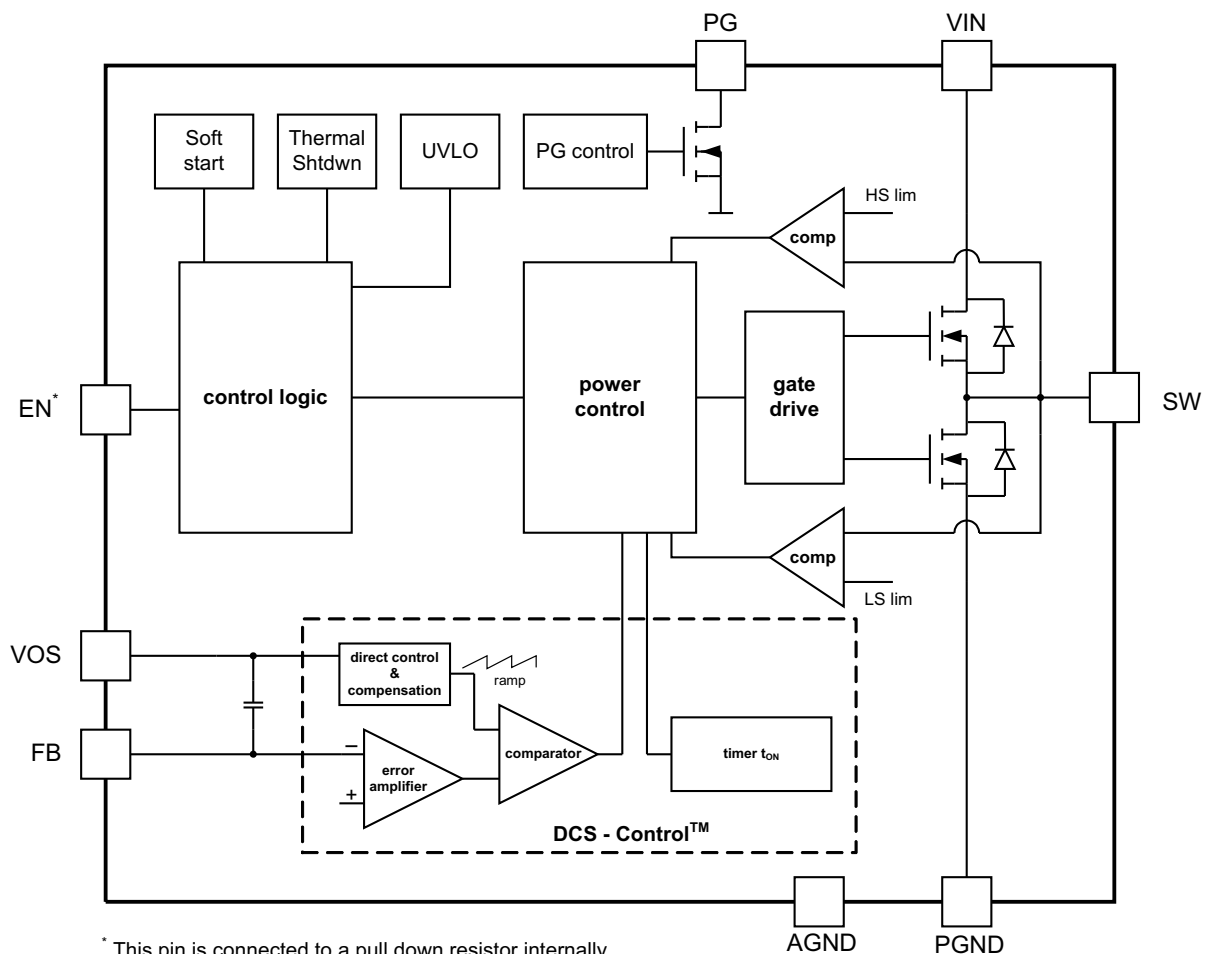 PG
VIN
Soft
start
Thermal
Shtdwn
UVLO
PG control
HS lim
comp
EN*
control logic
power
control
gate
drive
SW
comp
LS lim
VOS
direct control
&
compensation
ramp
FB
–
+
error
amplifier
comparator
timer tON
DCS - Control™
AGND
PGND
* This pin is connected to a pull down resistor internally